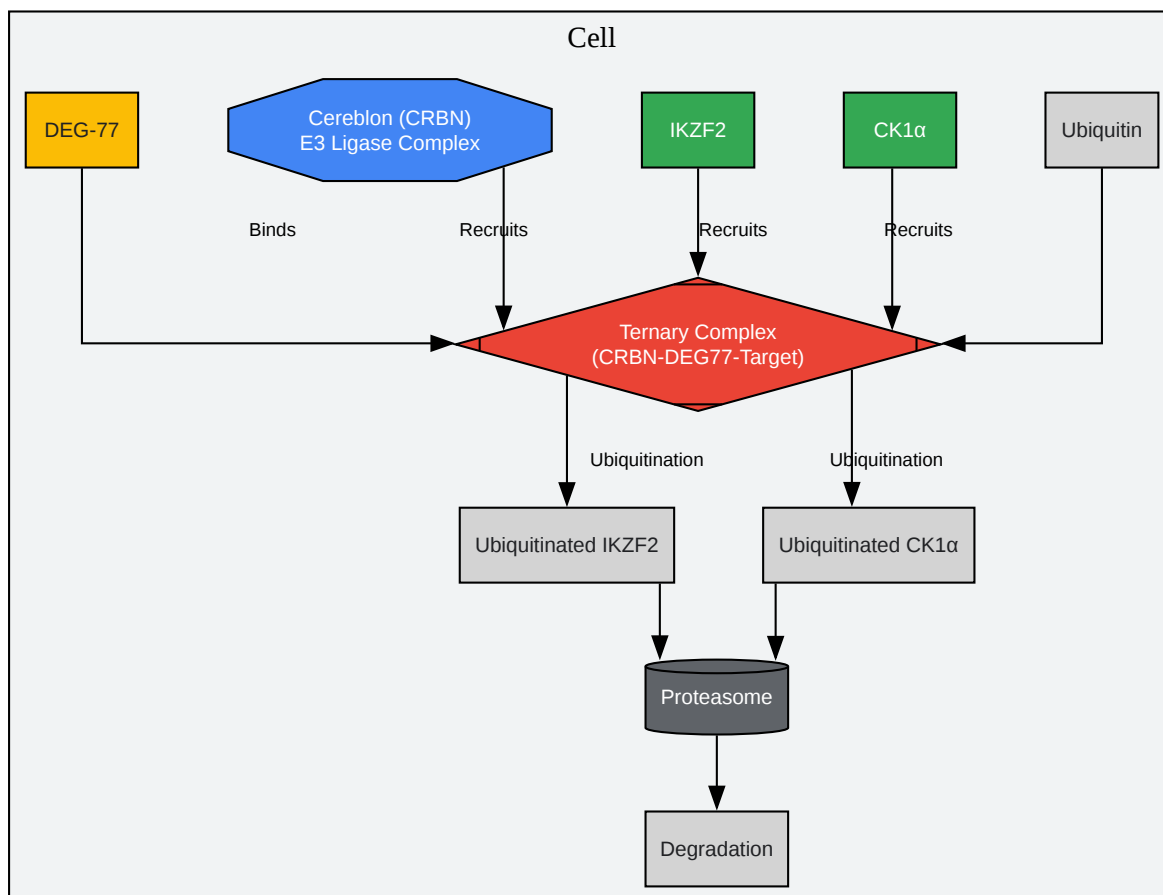 Cell
DEG-77
Cereblon (CRBN)
E3 Ligase Complex
IKZF2
CK1α
Ubiquitin
Binds
Recruits
Recruits
Recruits
Ternary Complex
(CRBN-DEG77-Target)
Ubiquitination
Ubiquitination
Ubiquitinated IKZF2
Ubiquitinated CK1α
Proteasome
Degradation